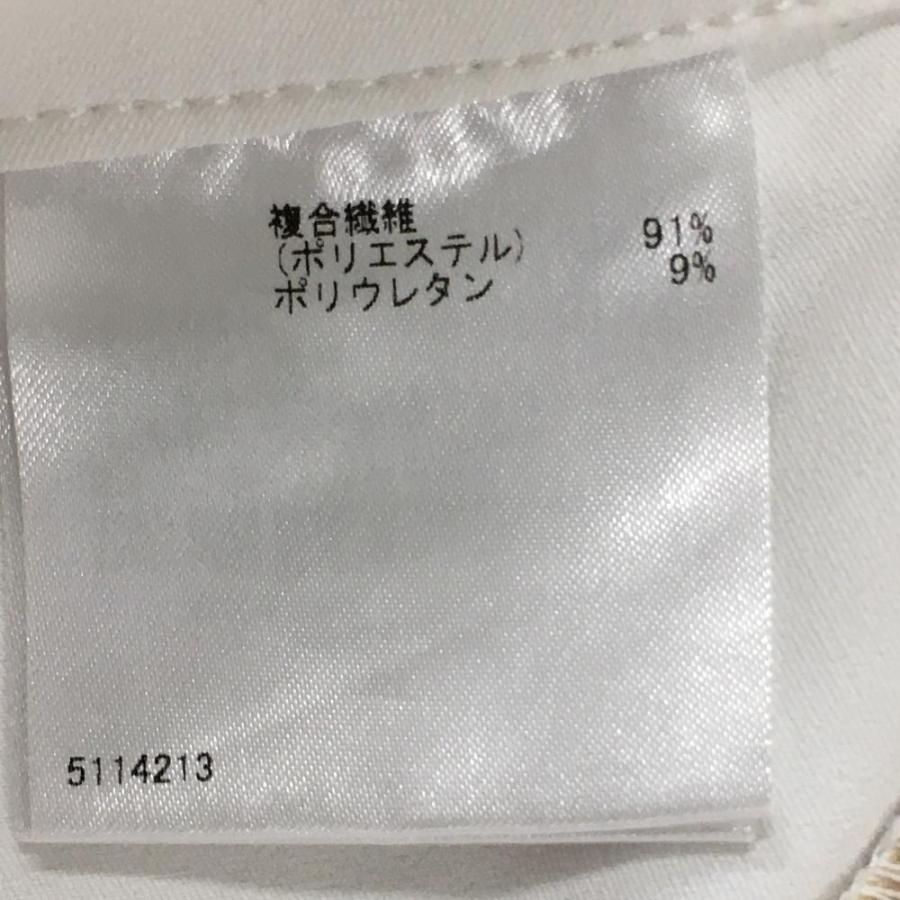 複合繊維
(ポリエステル) 91%
ポリウレタン 9%
5114213